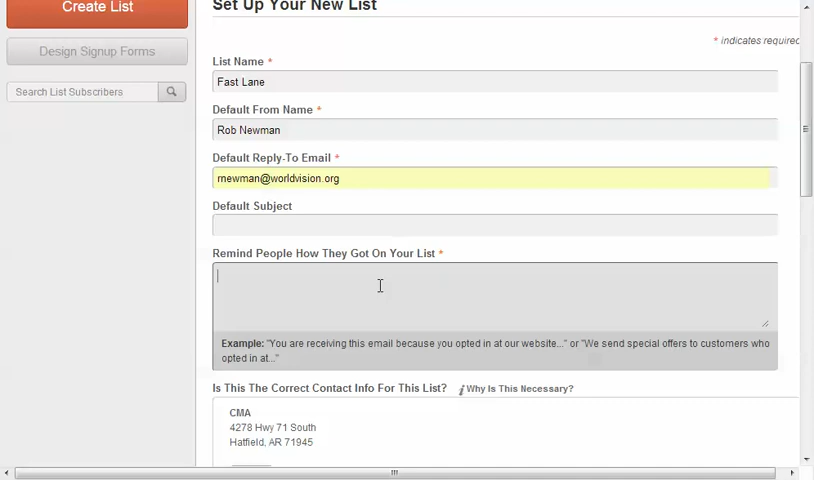 Create List
Set Up Your New List
Design Signup Forms
* indicates required
Search List Subscribers
List Name *
Fast Lane
Default From Name *
Rob Newman
Default Reply-To Email *
rnewman@worldvision.org
Default Subject
Remind People How They Got On Your List *
Example: "You are receiving this email because you opted in at our website..." or "We send special offers to customers who
opted in at..."
Is This The Correct Contact Info For This List? i Why Is This Necessary?
CMA
4278 Hwy 71 South
Hatfield, AR 71945